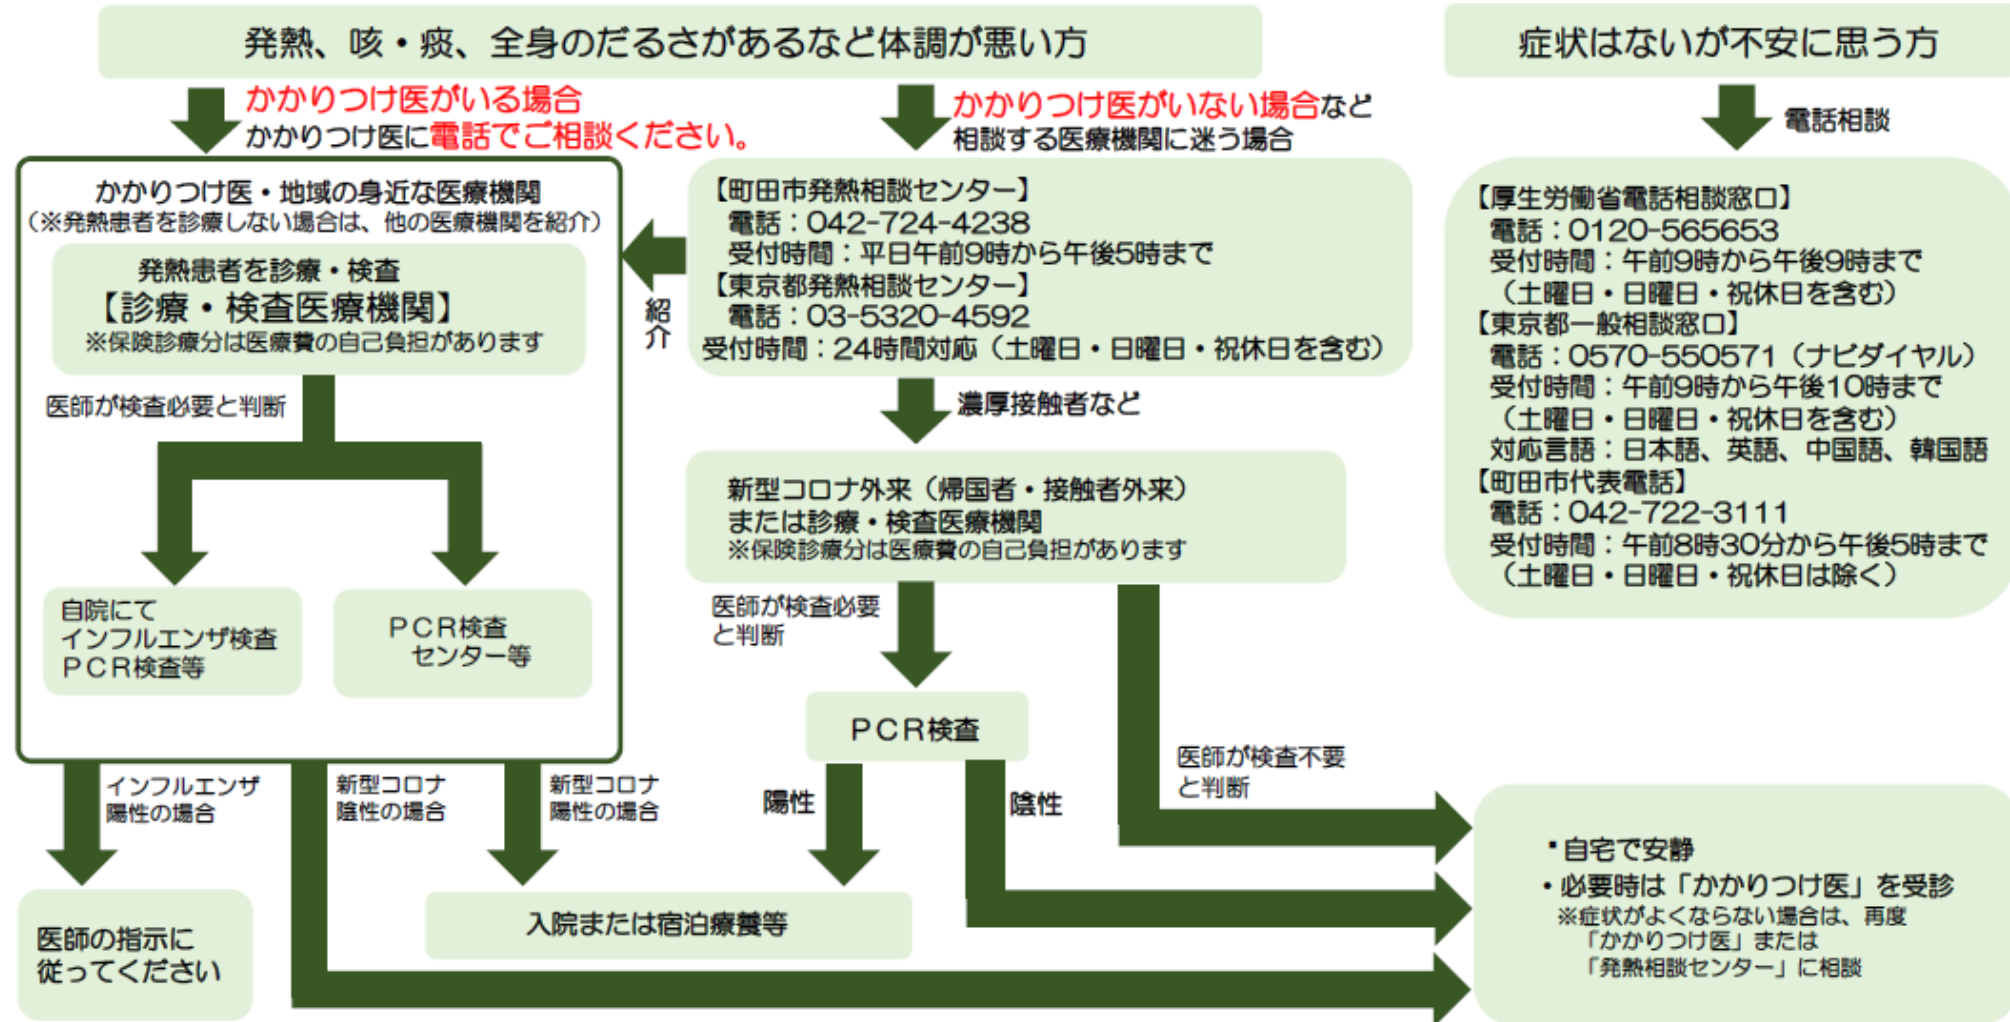 発熱、咳・痰、全身のだるさがあるなど体調が悪い方
症状はないが不安に思う方
かかりつけ医がいる場合
かかりつけ医に電話でご相談ください。
かかりつけ医がいない場合など
相談する医療機関に迷う場合
電話相談
かかりつけ医・地域の身近な医療機関
(※発熱患者を診療しない場合は、他の医療機関を紹介)
発熱患者を診療・検査
【診療・検査医療機関】
※保険診療分は医療費の自己負担があります
医師が検査必要と判断
自院にて
インフルエンザ検査
PCR検査等
PCR検査
センター等
紹介
【町田市発熱相談センター】
電話：042-724-4238
受付時間：平日午前9時から午後5時まで
【東京都発熱相談センター】
電話：03-5320-4592
受付時間：24時間対応（土曜日・日曜日・祝休日を含む）
濃厚接触者など
新型コロナ外来（帰国者・接触者外来）
または診療・検査医療機関
※保険診療分は医療費の自己負担があります
医師が検査必要
と判断
PCR検査
医師が検査不要
と判断
陽性
陰性
【厚生労働省電話相談窓口】
電話：0120-565653
受付時間：午前9時から午後9時まで
（土曜日・日曜日・祝休日を含む）
【東京都一般相談窓口】
電話：0570-550571（ナビダイヤル）
受付時間：午前9時から午後10時まで
（土曜日・日曜日・祝休日を含む）
対応言語：日本語、英語、中国語、韓国語
【町田市代表電話】
電話：042-722-3111
受付時間：午前8時30分から午後5時まで
（土曜日・日曜日・祝休日は除く）
インフルエンザ
陽性の場合
新型コロナ
陰性の場合
新型コロナ
陽性の場合
医師の指示に
従ってください
入院または宿泊療養等
・自宅で安静
・必要時は「かかりつけ医」を受診
※症状がよくならない場合は、再度
「かかりつけ医」または
「発熱相談センター」に相談